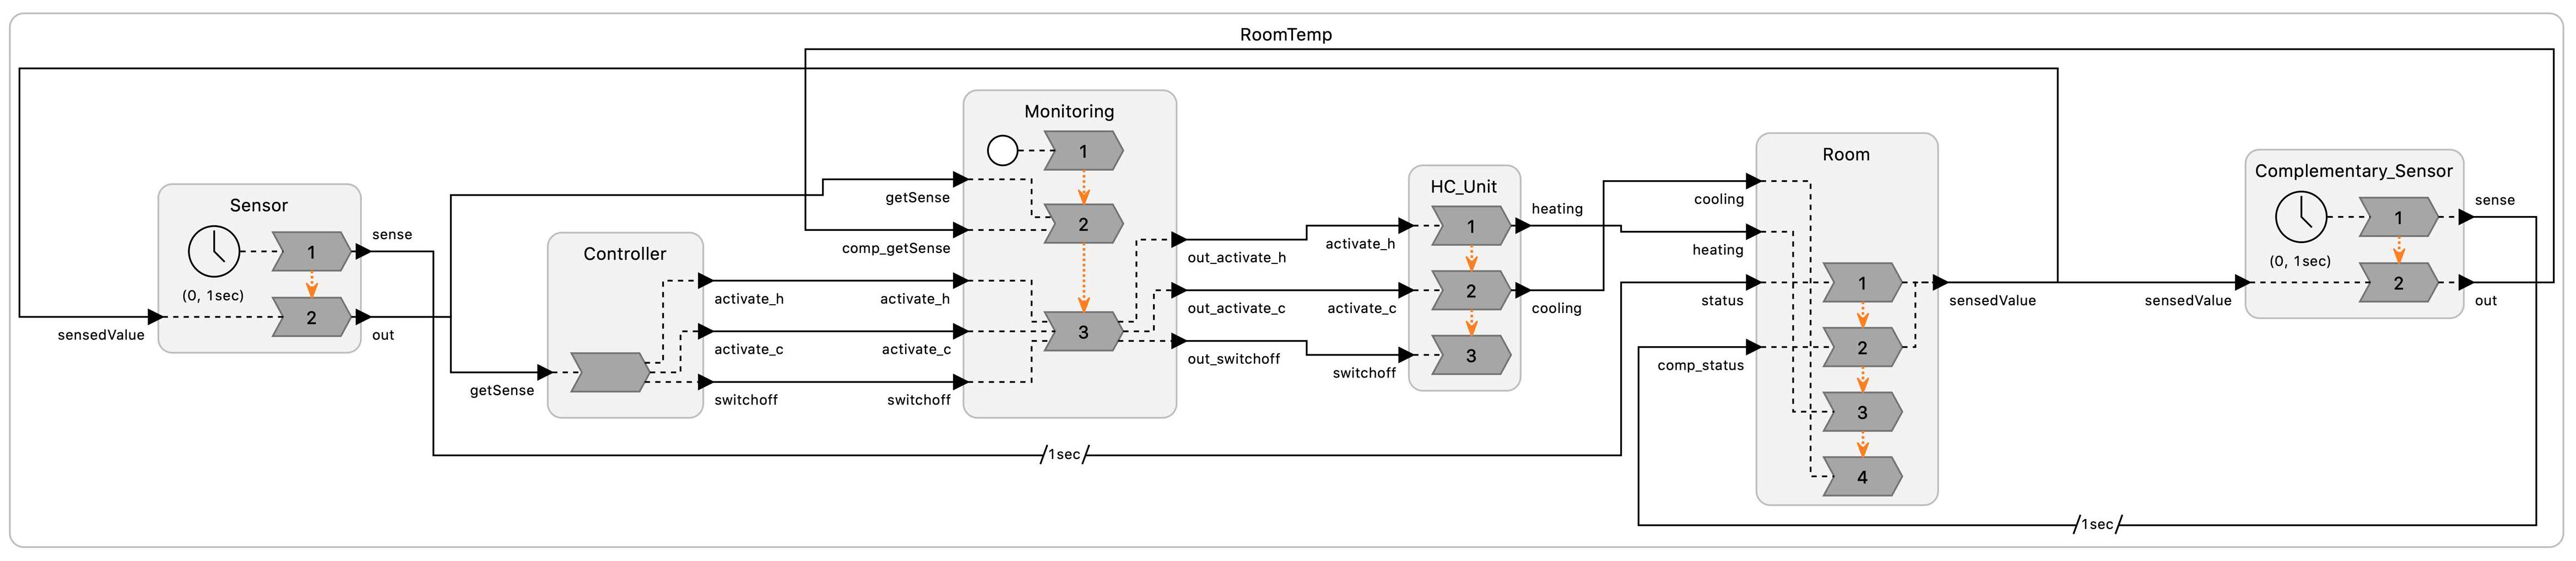 RoomTemp
Sensor
1
(0, 1sec)
2
sensedValue
sense
out
Controller
getSense
activate_h
activate_c
switchoff
Monitoring
1
2
3
getSense
comp_getSense
activate_h
activate_c
switchoff
out_activate_h
out_activate_c
out_switchoff
HC_Unit
1
2
3
activate_h
activate_c
switchoff
heating
cooling
Room
1
2
3
4
cooling
heating
status
comp_status
sensedValue
Complementary_Sensor
1
(0, 1sec)
2
sensedValue
sense
out
1sec
1sec